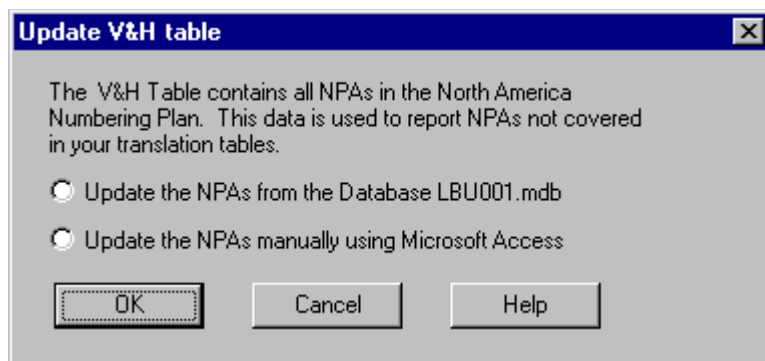 Update V&H table
The V&H Table contains all NPAs in the North America
Numbering Plan. This data is used to report NPAs not covered
in your translation tables.
Update the NPAs from the Database LBU001.mdb
Update the NPAs manually using Microsoft Access
OK Cancel Help